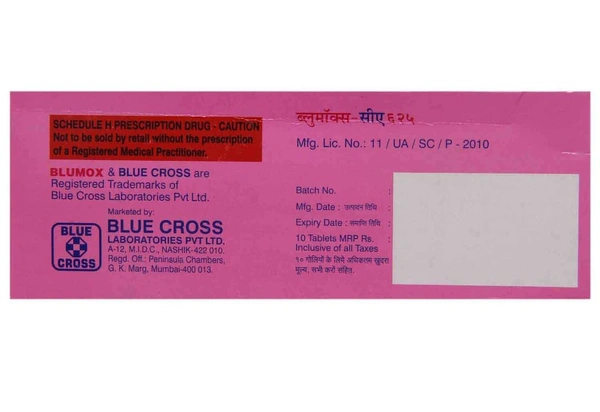 SCHEDULE H PRESCRIPTION DRUG - CAUTION
Not to be sold by retail without the prescription
of a Registered Medical Practitioner.
BLUMOX & BLUE CROSS are
Registered Trademarks of
Blue Cross Laboratories Pvt Ltd.
Marketed by:
BLUE CROSS
BLUE CROSS
LABORATORIES PVT LTD.
A-12, M.I.D.C., NASHIK-422 010.
Regd. Off.: Peninsula Chambers,
G. K. Marg, Mumbai-400 013.
ब्लुमॉक्स-सीए ६२५
Mfg. Lic. No.: 11 / UA / SC / P - 2010
Batch No. :
Mfg. Date : उत्पादन तिथि :
Expiry Date : समाप्ति तिथि :
10 Tablets MRP Rs. :
Inclusive of all Taxes
१० गोलियों के लिये अधिकतम खुदरा
मूल्य, सभी करों सहित.